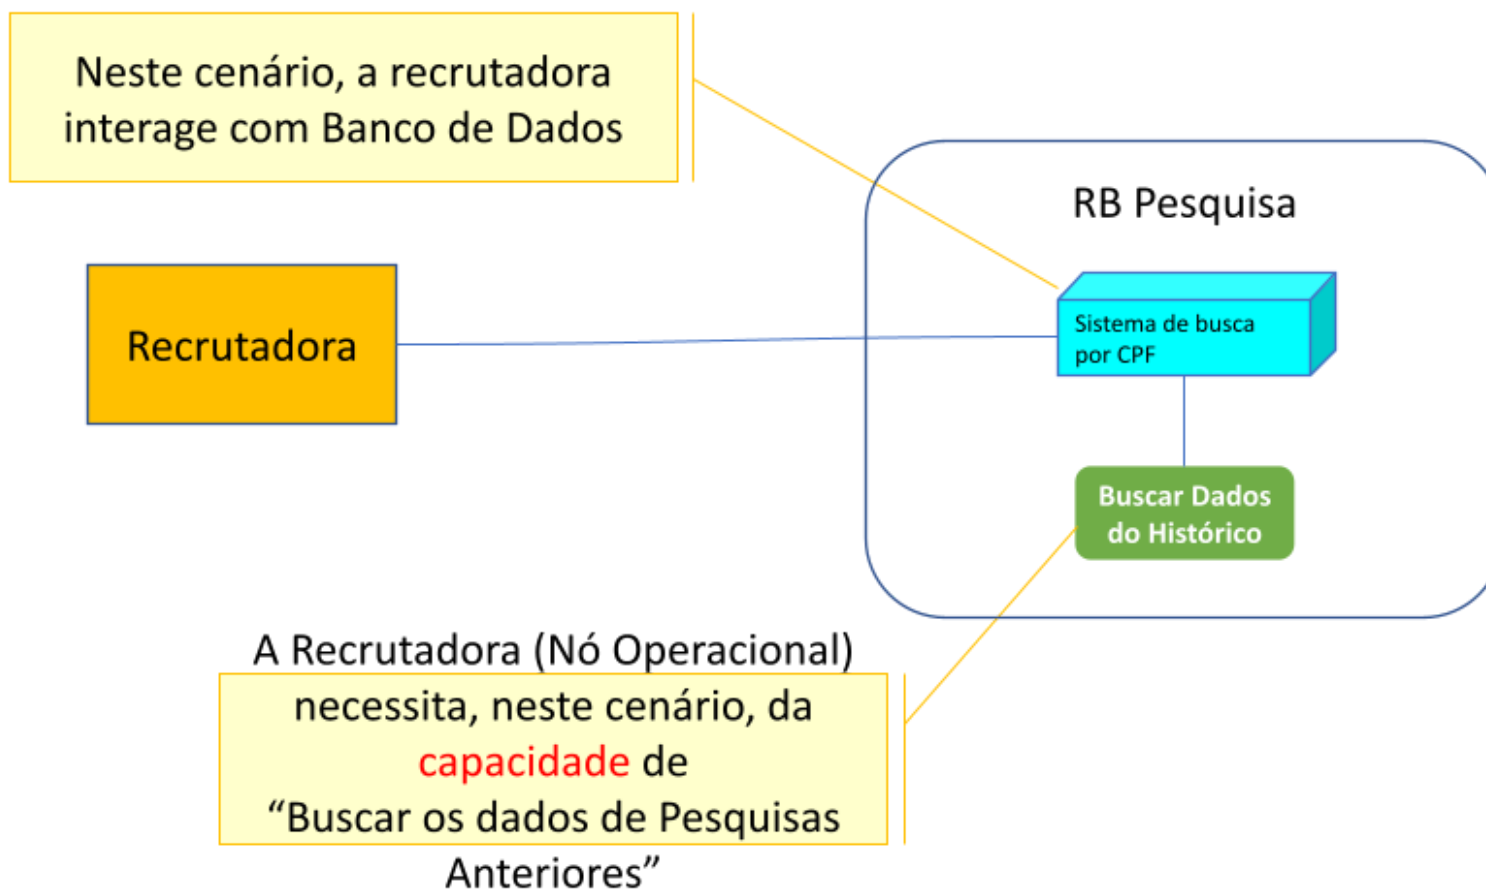 Neste cenário, a recrutadora
interage com Banco de Dados
RB Pesquisa
Recrutadora
Sistema de busca
por CPF
Buscar Dados
do Histórico
A Recrutadora (Nó Operacional)
necessita, neste cenário, da
capacidade de
“Buscar os dados de Pesquisas
Anteriores”